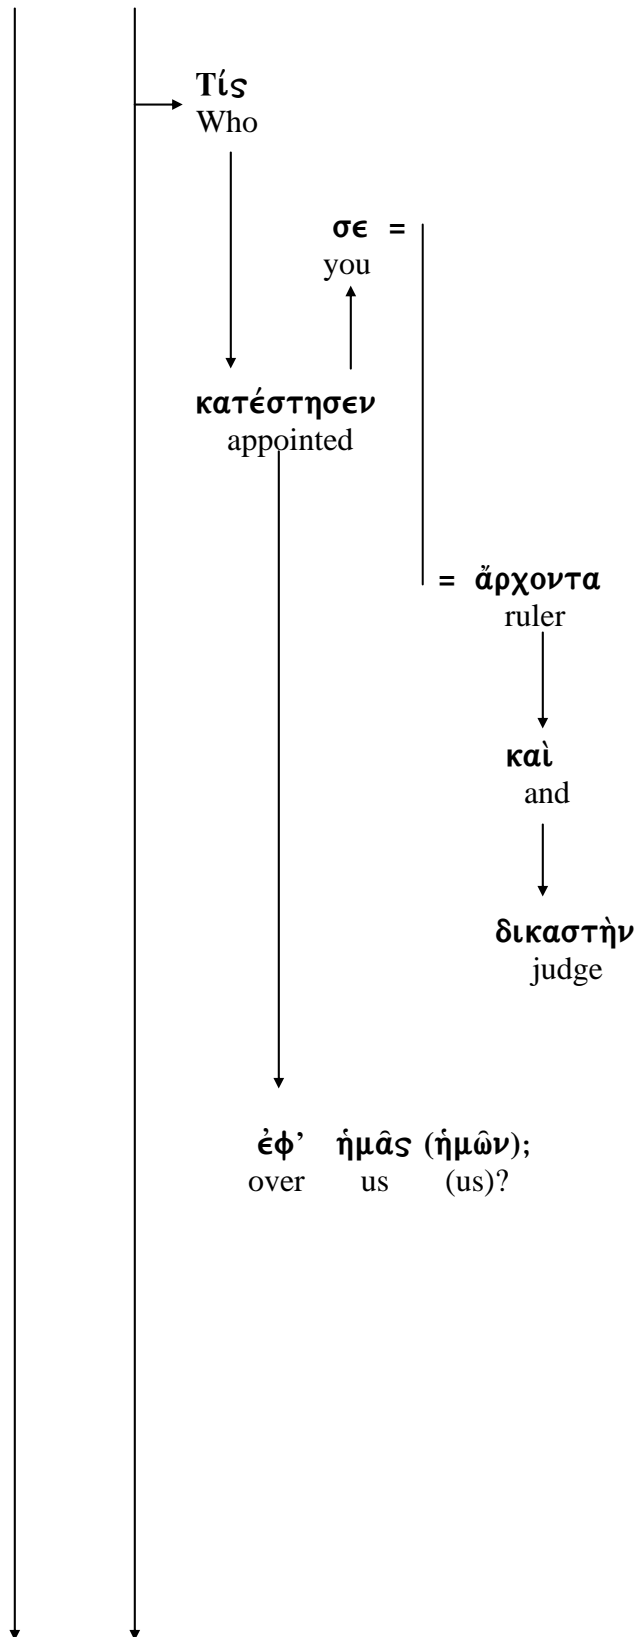 Τίς
Who
σε =
you
κατέστησεν
appointed
= ἄρχοντα
ruler
καὶ
and
δικαστὴν
judge
ἐφ’ ἡμᾶς (ἡμῶν);
over us (us)?